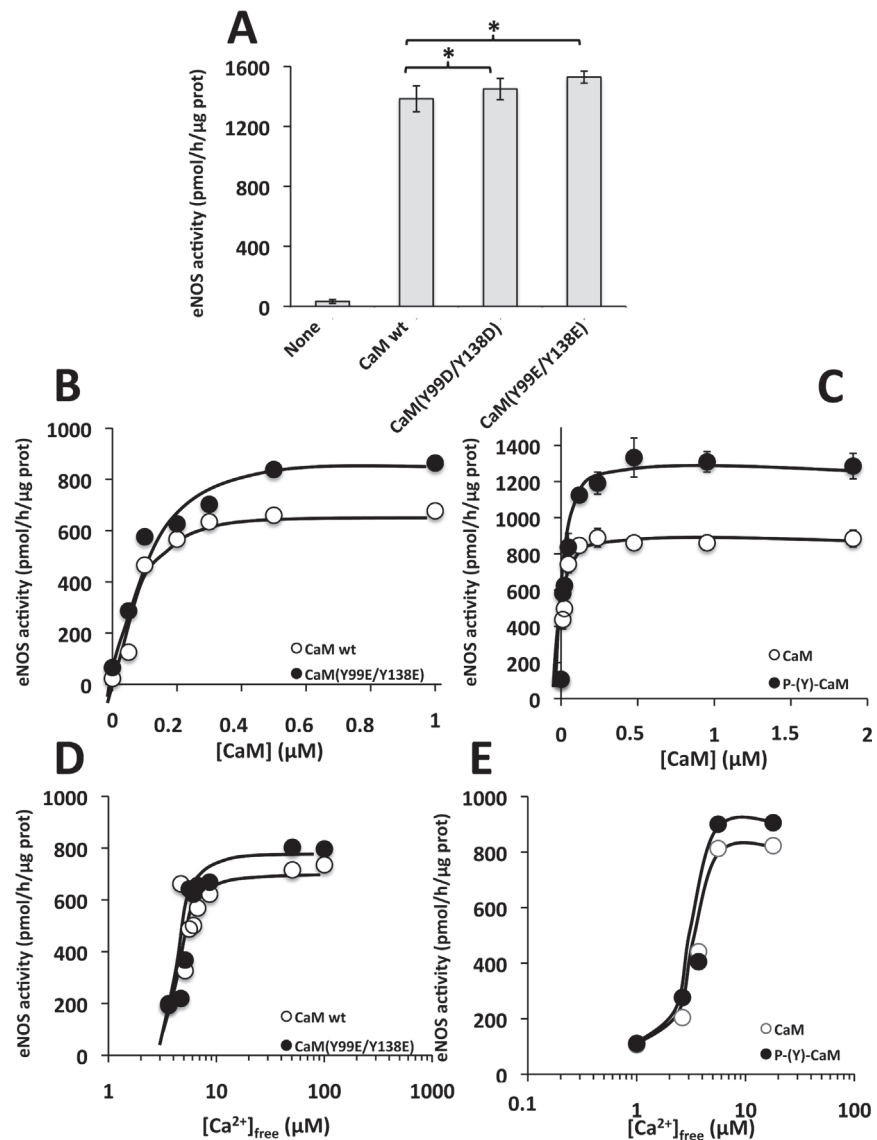 A
*
*
eNOS activity (pmol/h/µg prot)
1600
1200
800
400
0
None
CaM wt
CaM(Y99D/Y138D)
CaM(Y99E/Y138E)
B
eNOS activity (pmol/h/µg prot)
1000
800
600
400
200
0
CaM wt
CaM(Y99E/Y138E)
0
0.2
0.4
0.6
0.8
1
[CaM] (µM)
C
eNOS activity (pmol/h/µg prot)
1400
1200
1000
800
600
400
200
0
CaM
P-(Y)-CaM
0
0.5
1
1.5
2
[CaM] (µM)
D
eNOS activity (pmol/h/µg prot)
1000
800
600
400
200
0
CaM wt
CaM(Y99E/Y138E)
1
10
100
1000
[Ca²⁺]free (µM)
E
eNOS activity (pmol/h/µg prot)
1000
800
600
400
200
0
CaM
P-(Y)-CaM
0.1
1
10
100
[Ca²⁺]free (µM)